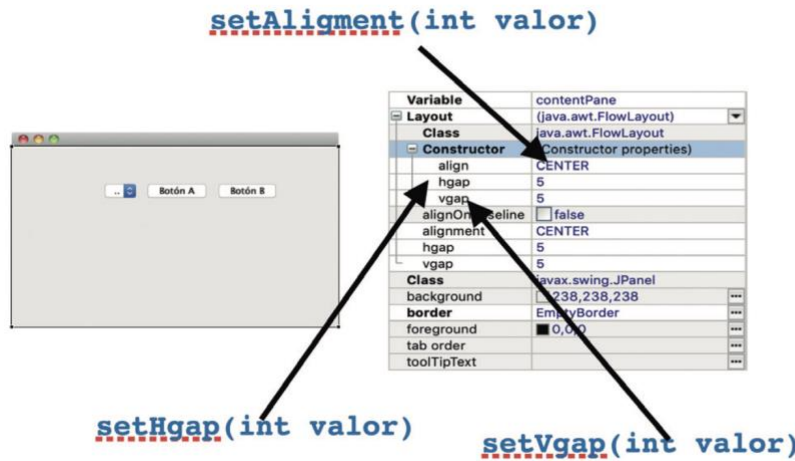 setAligment(int valor)
Variable contentPane
Layout (java.awt.FlowLayout)
Class java.awt.FlowLayout
Constructor (Constructor properties)
align CENTER
hgap 5
vgap 5
false
alignment CENTER
hgap 5
vgap 5
Class javax.swing.JPanel
background 238,238,238
border EmptyBorder
foreground 0,0,0
tab order
toolTipText
.. Botón A Botón B
setHgap(int valor)
setVgap(int valor)